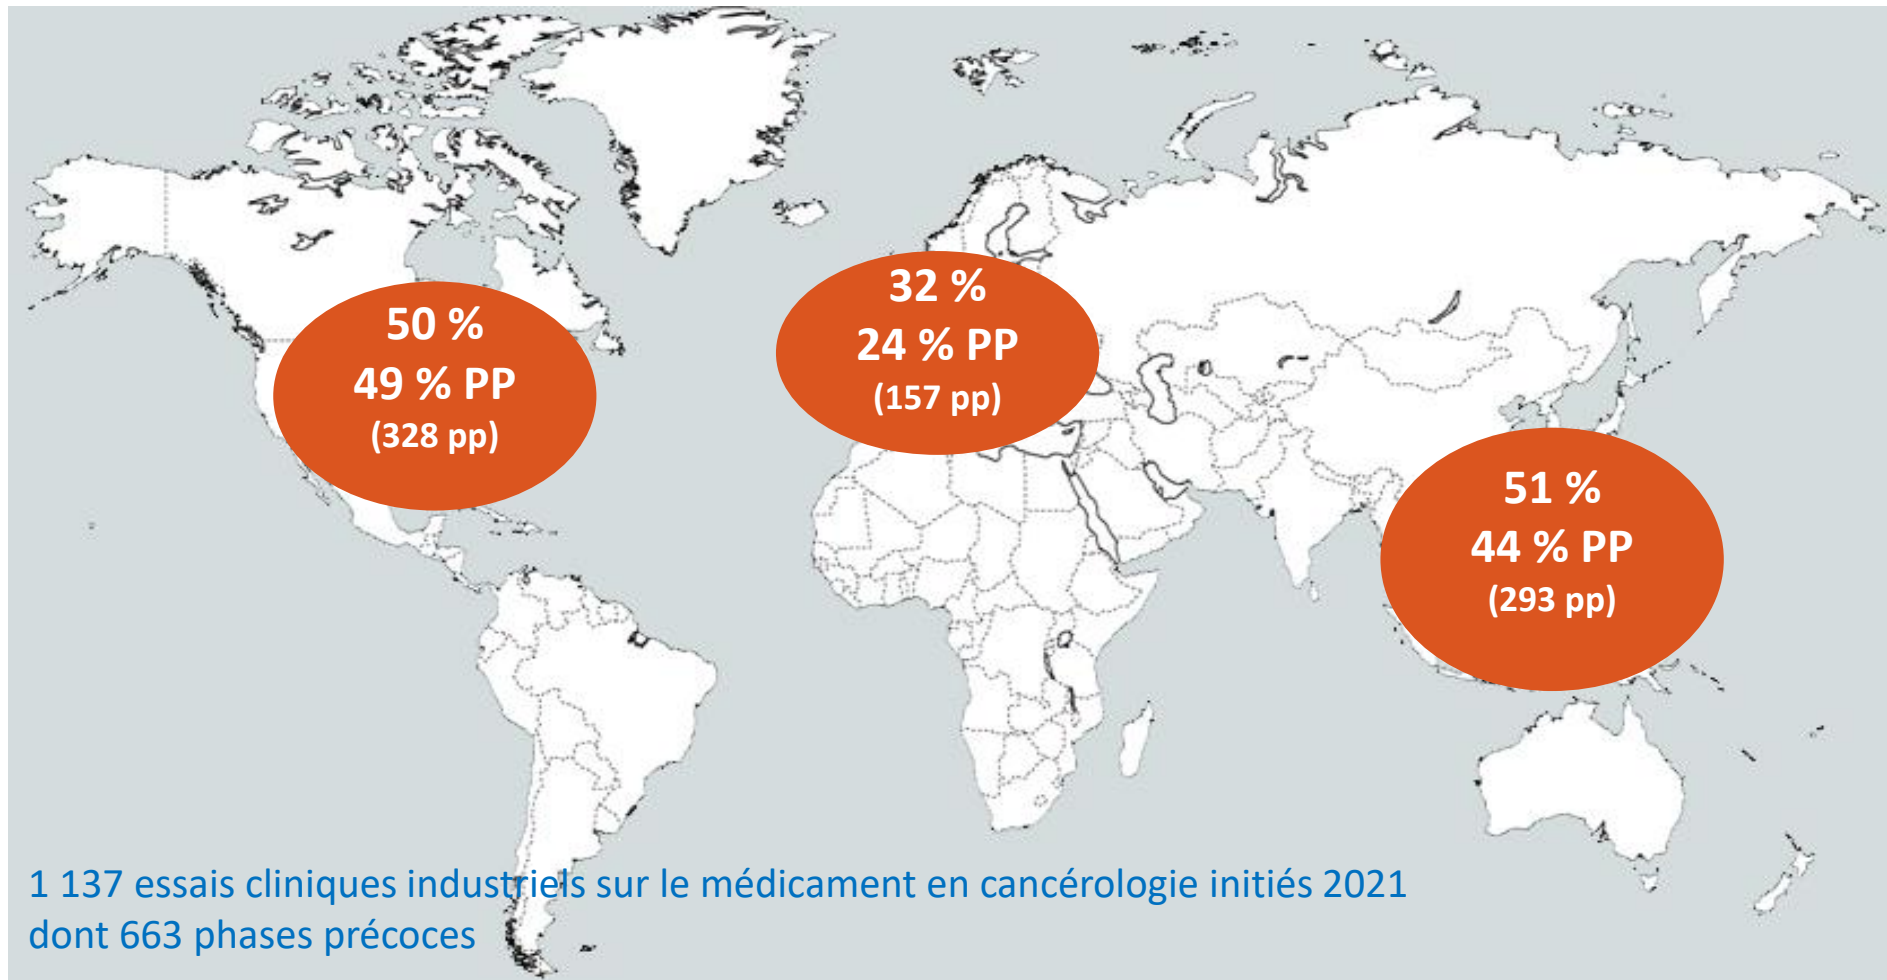 50 %
49 % PP
(328 pp)
32 %
24 % PP
(157 pp)
51 %
44 % PP
(293 pp)
1 137 essais cliniques industriels sur le médicament en cancérologie initiés 2021
dont 663 phases précoces